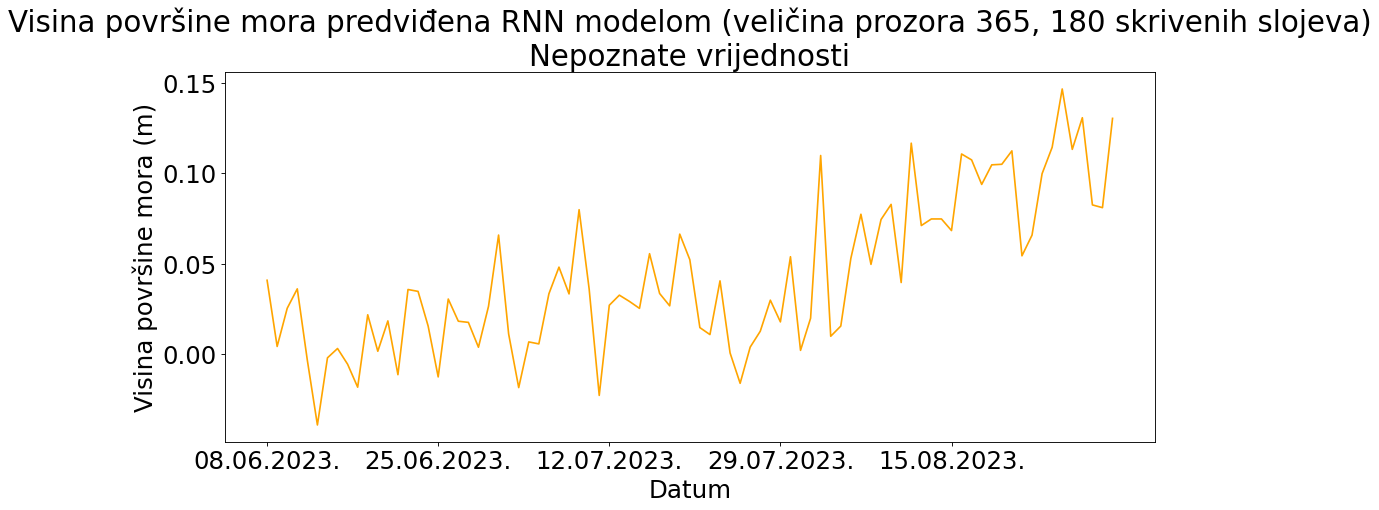 Visina površine mora predviđena RNN modelom (veličina prozora 365, 180 skrivenih slojeva)
Nepoznate vrijednosti
Visina površine mora (m)
0.15
0.10
0.05
0.00
08.06.2023. 25.06.2023. 12.07.2023. 29.07.2023. 15.08.2023.
Datum